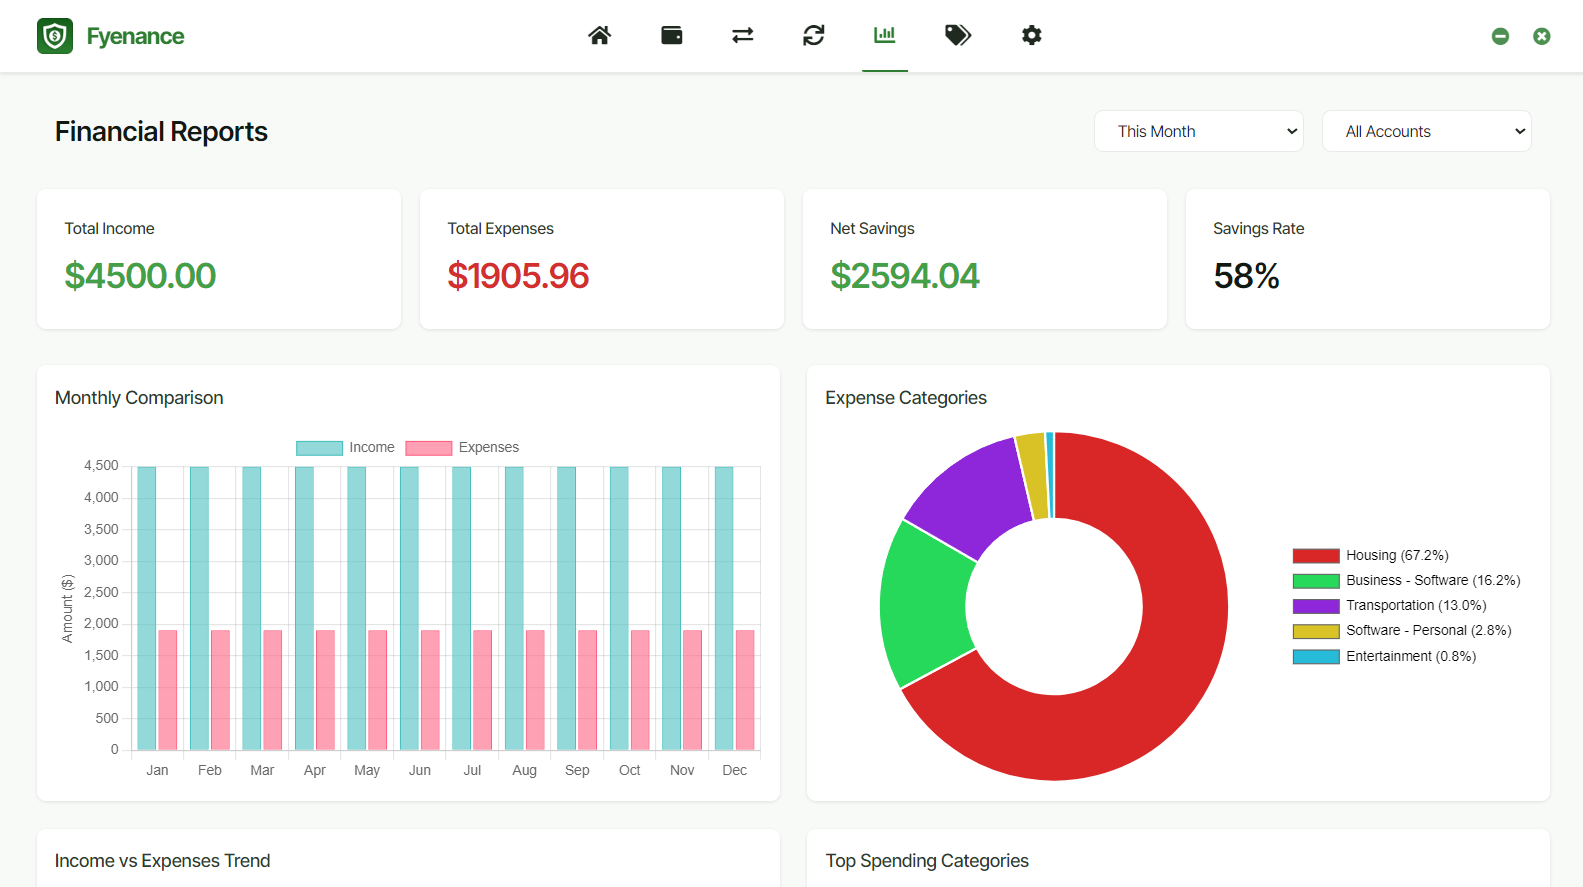 Fyenance
Financial Reports
This Month
All Accounts
Total Income
$4500.00
Total Expenses
$1905.96
Net Savings
$2594.04
Savings Rate
58%
Monthly Comparison
Income
Expenses
Amount ($)
4,500
4,000
3,500
3,000
2,500
2,000
1,500
1,000
500
0
Jan Feb Mar Apr May Jun Jul Aug Sep Oct Nov Dec
Expense Categories
Housing (67.2%)
Business - Software (16.2%)
Transportation (13.0%)
Software - Personal (2.8%)
Entertainment (0.8%)
Income vs Expenses Trend
Top Spending Categories